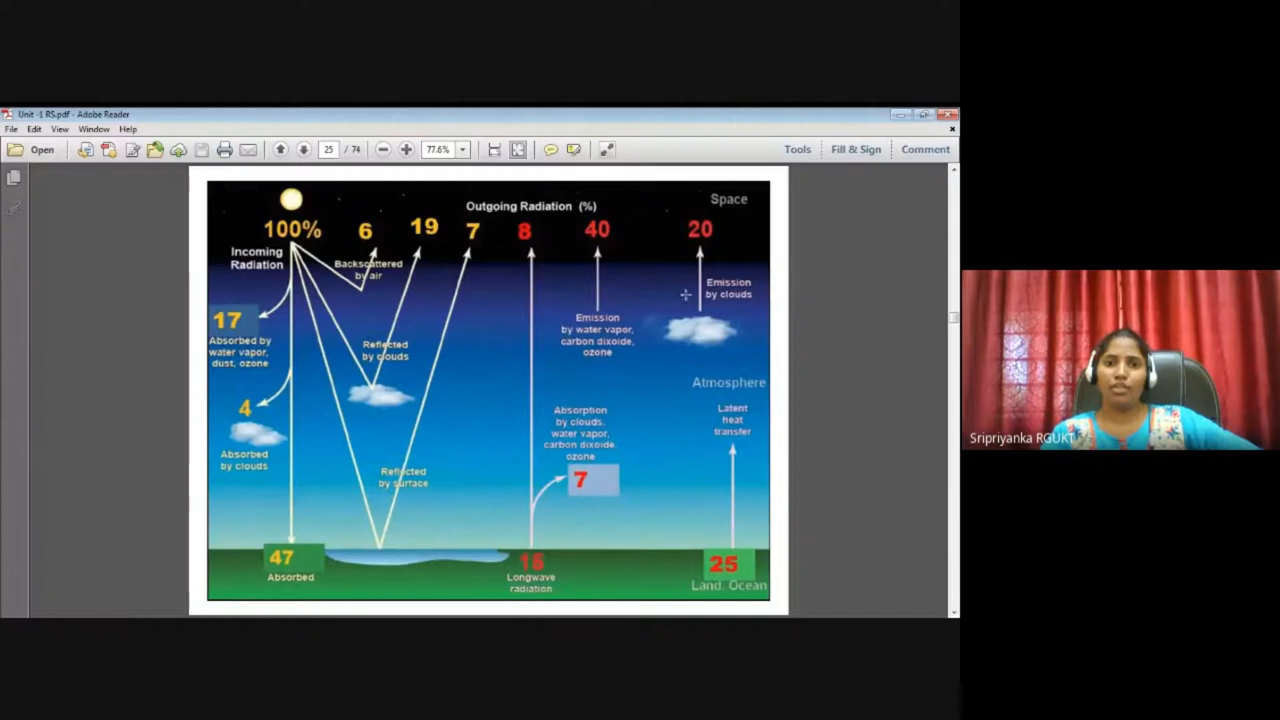 Unit -1 RS.pdf - Adobe Reader
File Edit View Window Help
Open 25 / 74 77.6% Tools Fill & Sign Comment
Outgoing Radiation (%)
Space
100% 6 19 7 8 40 20
Incoming
Radiation
Backscattered
by air
Emission
by clouds
17
Absorbed by
water vapor,
dust, ozone
Reflected
by clouds
Emission
by water vapor,
carbon dixoide,
ozone
Atmosphere
4
Absorbed
by clouds
Absorption
by clouds,
water vapor,
carbon dixoide,
ozone
7
Latent
heat
transfer
Reflected
by surface
47
Absorbed
15
Longwave
radiation
25
Land, Ocean
Sripriyanka RGUKT